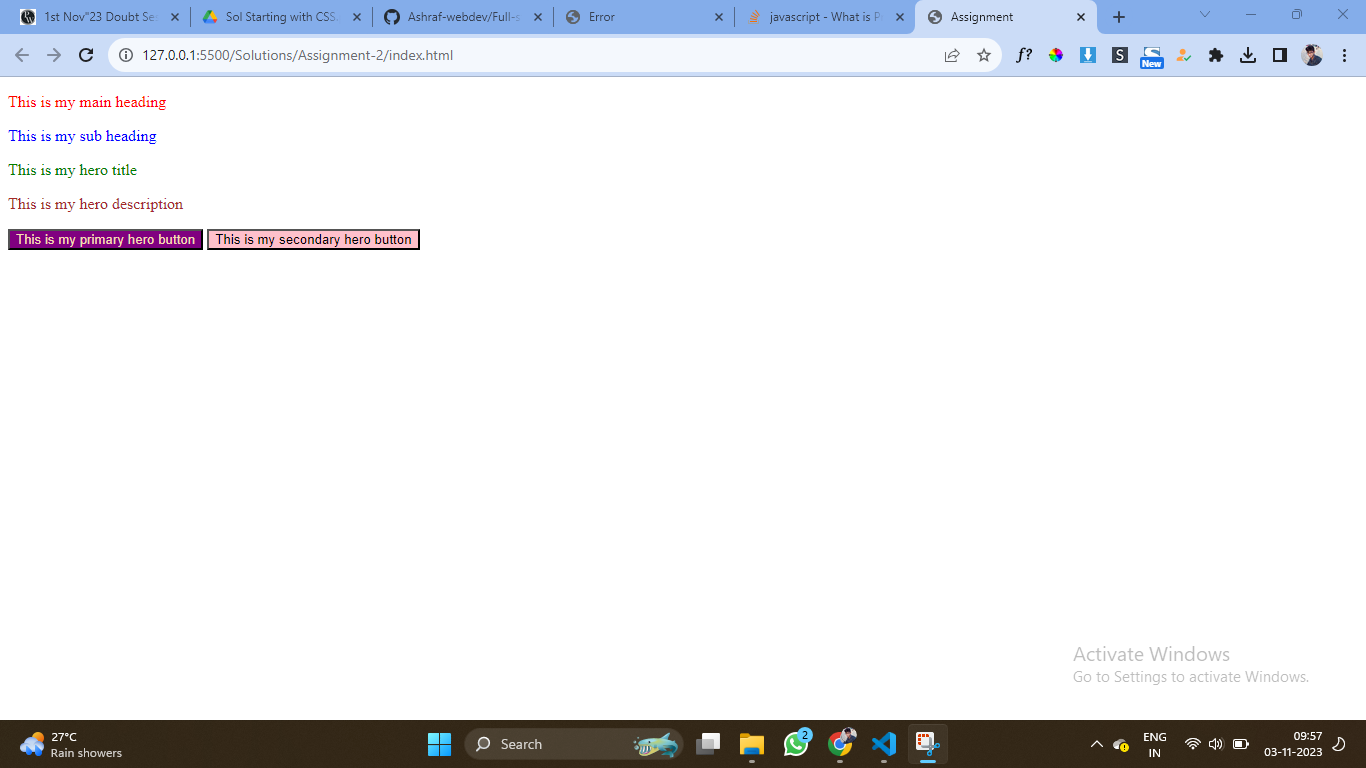 1st Nov"23 Doubt Se
Sol Starting with CSS
Ashraf-webdev/Full-s
Error
javascript - What is P
Assignment
127.0.0.1:5500/Solutions/Assignment-2/index.html
f?
S
New
This is my main heading
This is my sub heading
This is my hero title
This is my hero description
This is my primary hero button
This is my secondary hero button
Activate Windows
Go to Settings to activate Windows.
27°C
Rain showers
Search
2
ENG
IN
09:57
03-11-2023